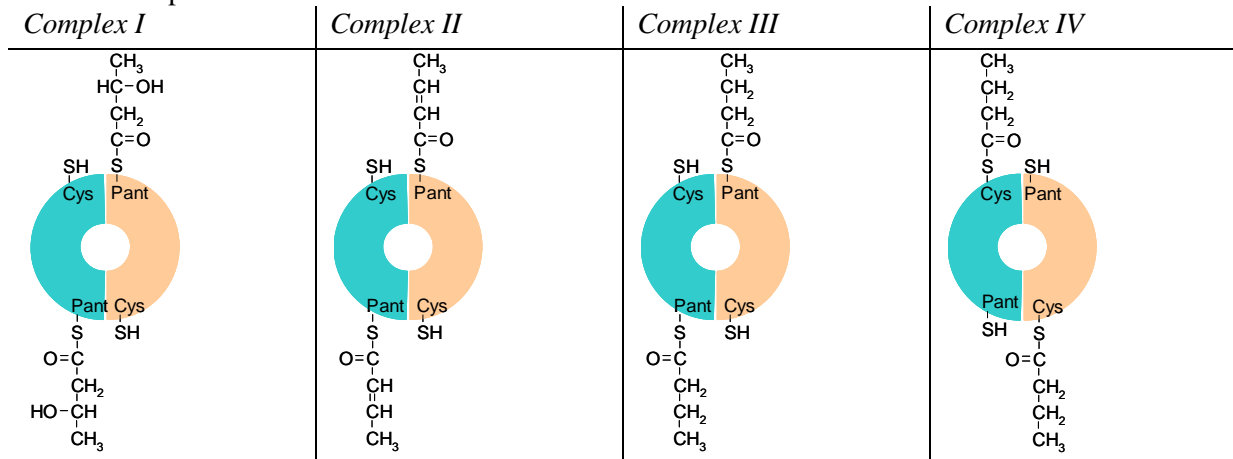 Complex I
Complex II
Complex III
Complex IV
CH₃
HC-OH
CH₂
C=O
SH S
Cys Pant
Pant Cys
S SH
O=C
CH₂
HO-CH
CH₃
CH₃
CH
CH
C=O
SH S
Cys Pant
Pant Cys
S SH
O=C
CH
CH
CH₃
CH₃
CH₂
CH₂
C=O
SH S
Cys Pant
Pant Cys
S SH
O=C
CH₂
CH₂
CH₃
CH₃
CH₂
CH₂
C=O
S SH
Cys Pant
Pant Cys
SH S
O=C
CH₂
CH₂
CH₃